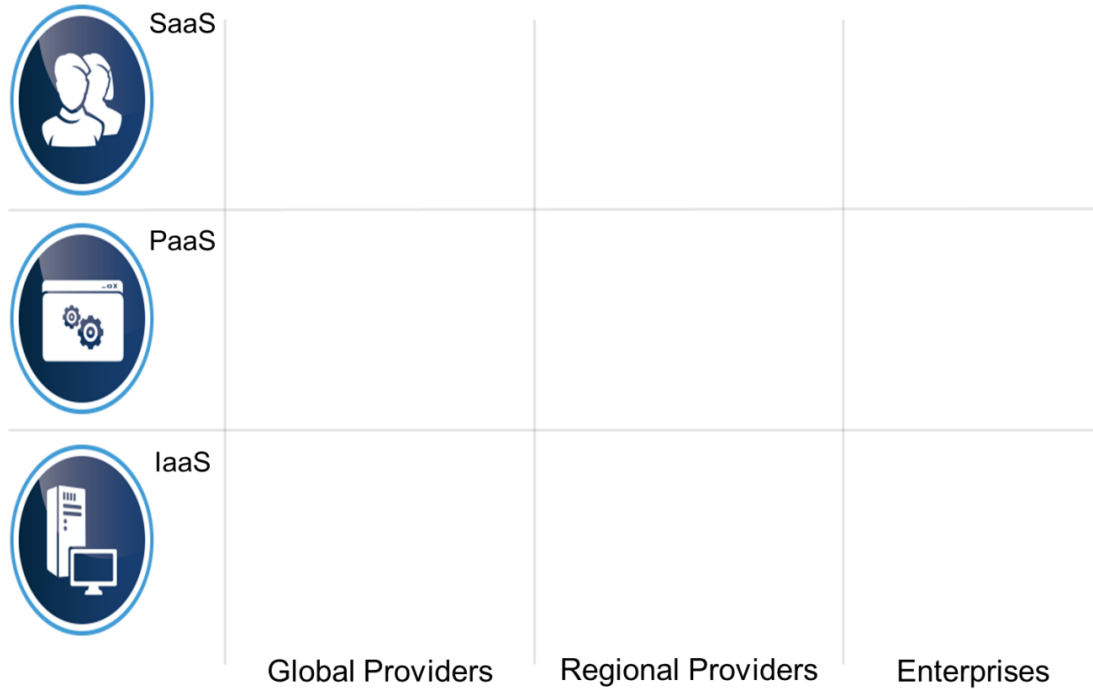 SaaS
PaaS
IaaS
Global Providers
Regional Providers
Enterprises